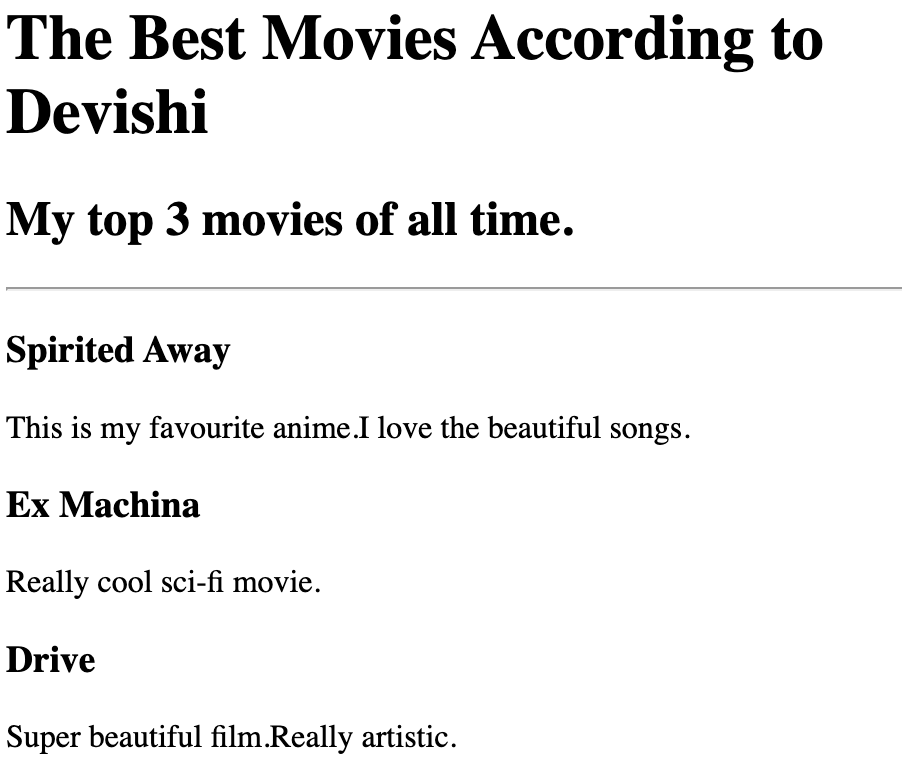 The Best Movies According to
Devishi
My top 3 movies of all time.
Spirited Away
This is my favourite anime.I love the beautiful songs.
Ex Machina
Really cool sci-fi movie.
Drive
Super beautiful film.Really artistic.